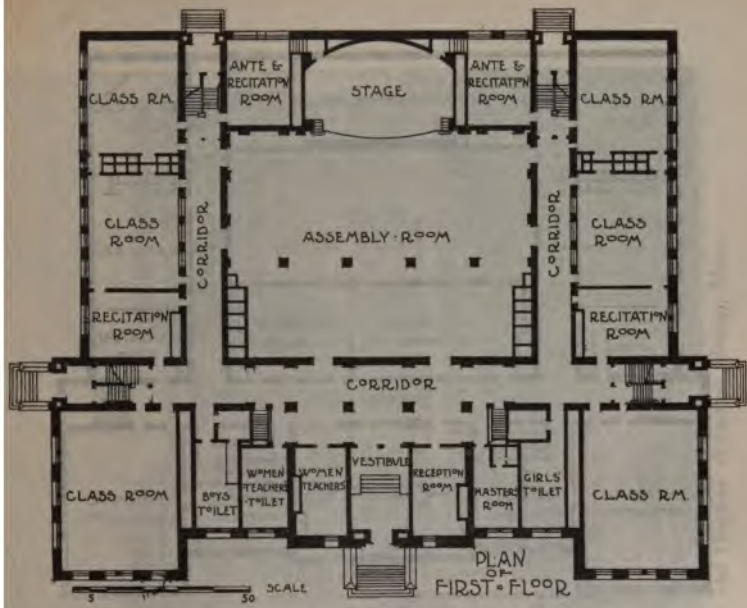 CLASS RM.
ANTE &
RECITATION
ROOM
STAGE
ANTE &
RECITATION
ROOM
CLASS RM.
CLASS
ROOM
CORRIDOR
ASSEMBLY · ROOM
CORRIDOR
CLASS
ROOM
RECITATION
ROOM
RECITATION
ROOM
CORRIDOR
CLASS ROOM
BOYS
TOILET
WOMEN
TEACHERS
·TOILET
WOMEN
TEACHERS
VESTIBULE
RECEPTION
ROOM
MASTERS
ROOM
GIRLS'
TOILET
CLASS RM.
5
50
SCALE
PLAN
OF
FIRST·FLOOR